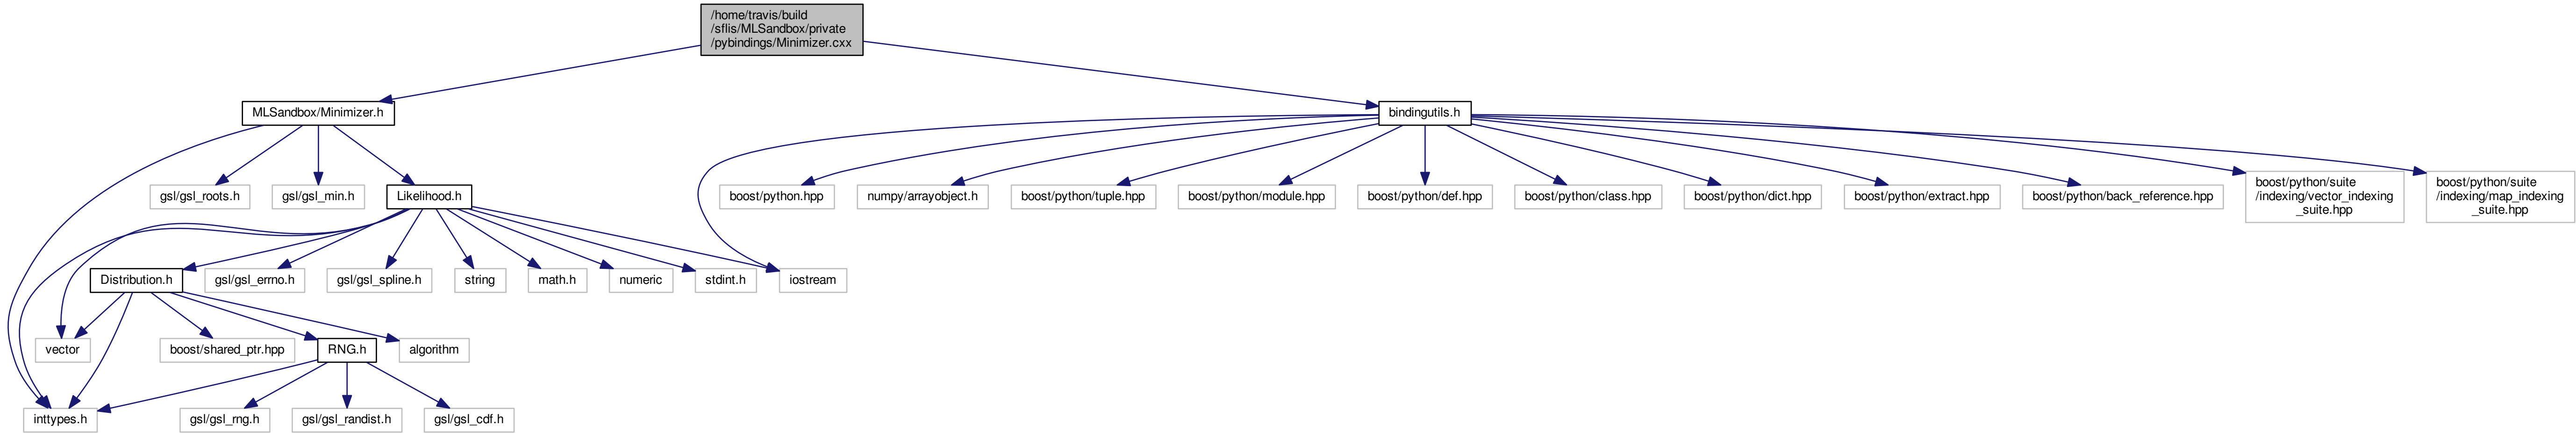 /home/travis/build
/sflis/MLSandbox/private
/pybindings/Minimizer.cxx
MLSandbox/Minimizer.h
bindingutils.h
gsl/gsl_roots.h
gsl/gsl_min.h
Likelihood.h
boost/python.hpp
numpy/arrayobject.h
boost/python/tuple.hpp
boost/python/module.hpp
boost/python/def.hpp
boost/python/class.hpp
boost/python/dict.hpp
boost/python/extract.hpp
boost/python/back_reference.hpp
boost/python/suite
/indexing/vector_indexing
_suite.hpp
boost/python/suite
/indexing/map_indexing
_suite.hpp
Distribution.h
gsl/gsl_errno.h
gsl/gsl_spline.h
string
math.h
numeric
stdint.h
iostream
vector
boost/shared_ptr.hpp
RNG.h
algorithm
inttypes.h
gsl/gsl_rng.h
gsl/gsl_randist.h
gsl/gsl_cdf.h